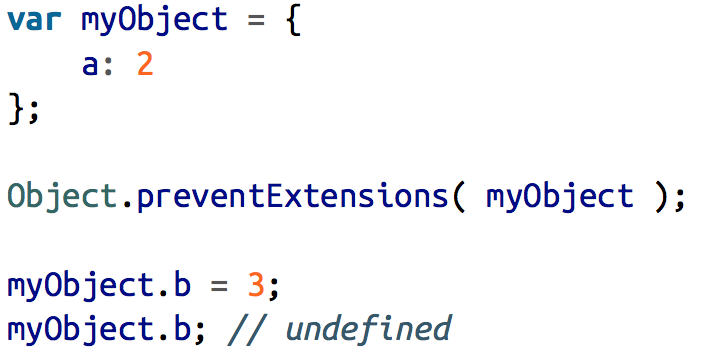 var myObject = {
    a: 2
};

Object.preventExtensions( myObject );

myObject.b = 3;
myObject.b; // undefined